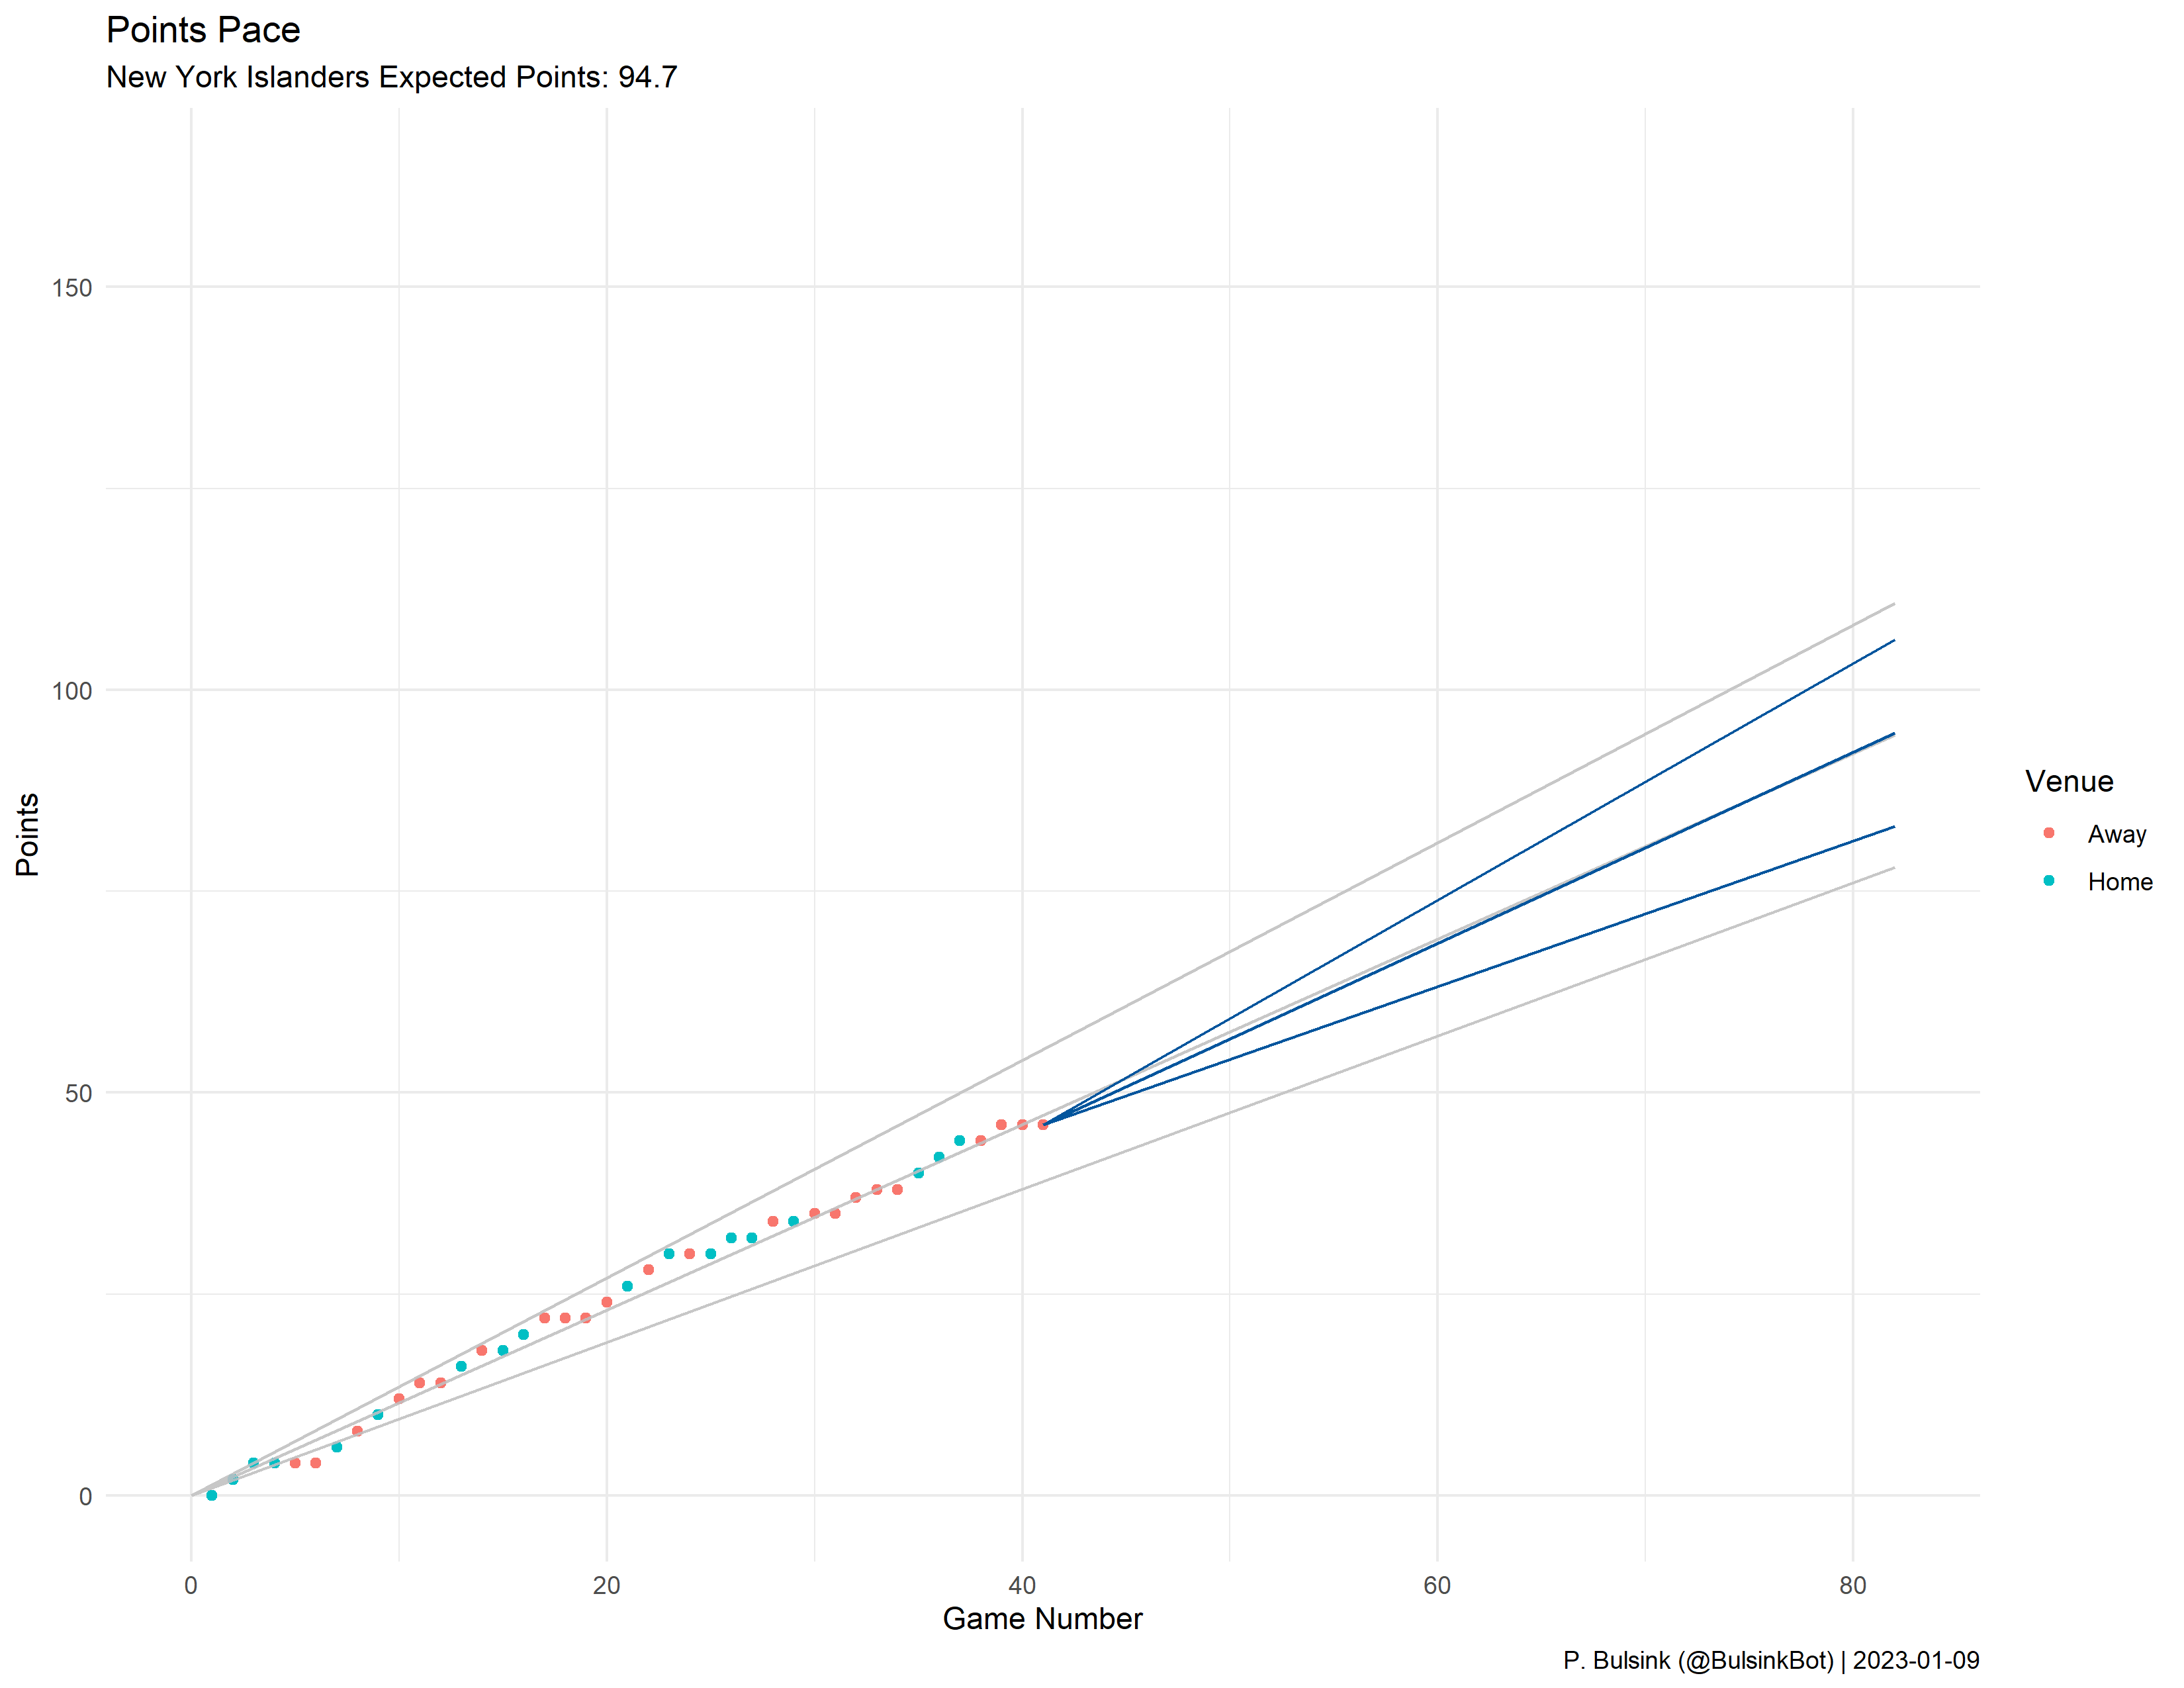 Points Pace
New York Islanders Expected Points: 94.7
150
100
50
0
Points
0 20 40 60 80
Game Number
Venue
Away
Home
P. Bulsink (@BulsinkBot) | 2023-01-09